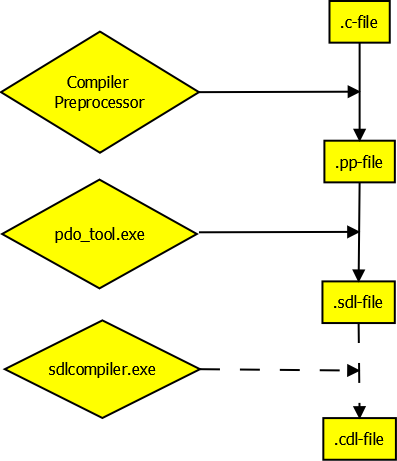 .c-file
Compiler
Preprocessor
.pp-file
pdo_tool.exe
.sdl-file
sdlcompiler.exe
.cdl-file